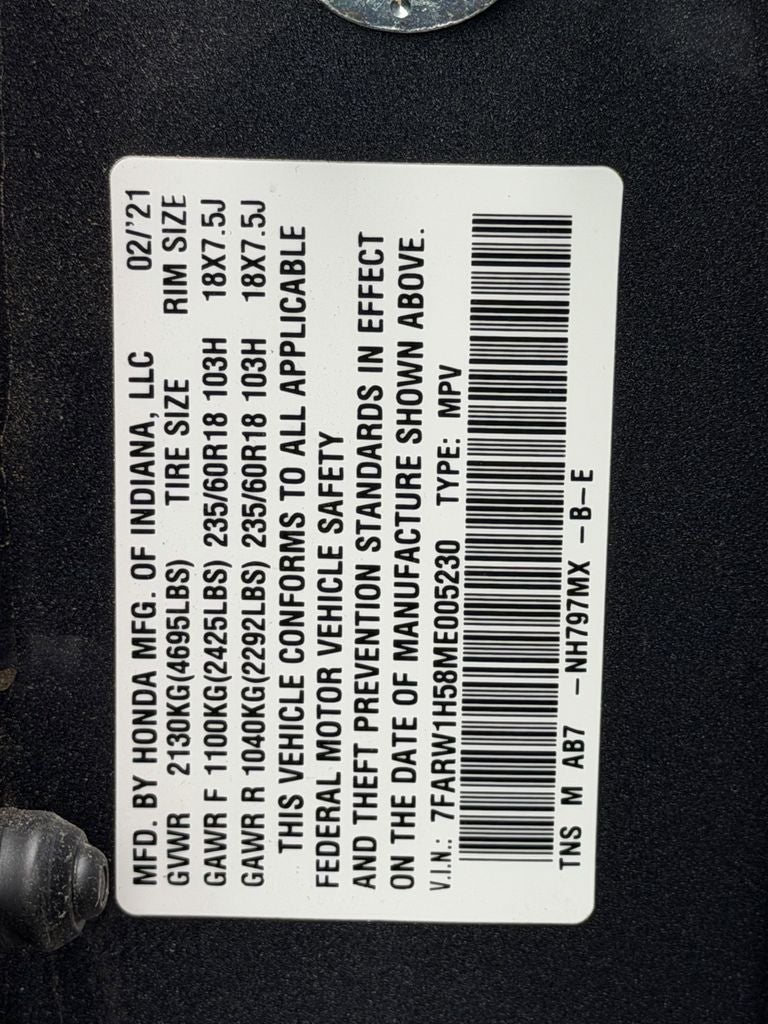 MFD. BY HONDA MFG. OF INDIANA, LLC 02/'21
GVWR 2130KG(4695LBS) TIRE SIZE RIM SIZE
GAWR F 1100KG(2425LBS) 235/60R18 103H 18X7.5J
GAWR R 1040KG(2292LBS) 235/60R18 103H 18X7.5J
THIS VEHICLE CONFORMS TO ALL APPLICABLE
FEDERAL MOTOR VEHICLE SAFETY
AND THEFT PREVENTION STANDARDS IN EFFECT
ON THE DATE OF MANUFACTURE SHOWN ABOVE.
V.I.N.: 7FARW1H58ME005230 TYPE: MPV
TNS M AB7 -NH797MX -B-E